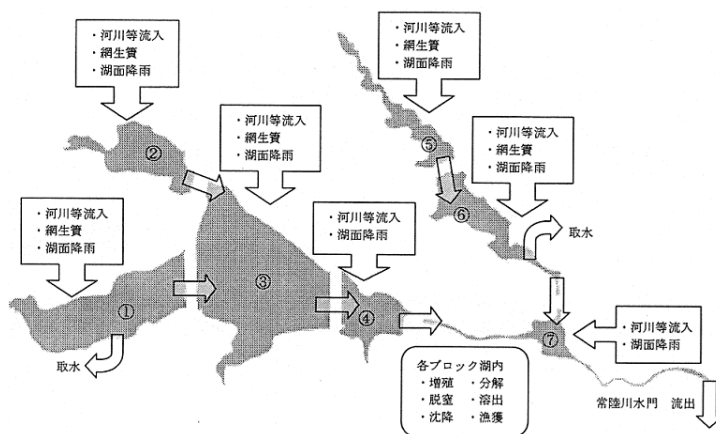 ・河川等流入
・網生簀
・湖面降雨
・河川等流入
・網生簀
・湖面降雨
・河川等流入
・網生簀
・湖面降雨
⑤
②
・河川等流入
・網生簀
・湖面降雨
⑥
取水
・河川等流入
・網生簀
・湖面降雨
・河川等流入
・湖面降雨
③
①
④
取水
⑦
・河川等流入
・湖面降雨
各ブロック湖内
・増殖 ・分解
・脱窒 ・溶出
・沈降 ・漁獲
常陸川水門 流出